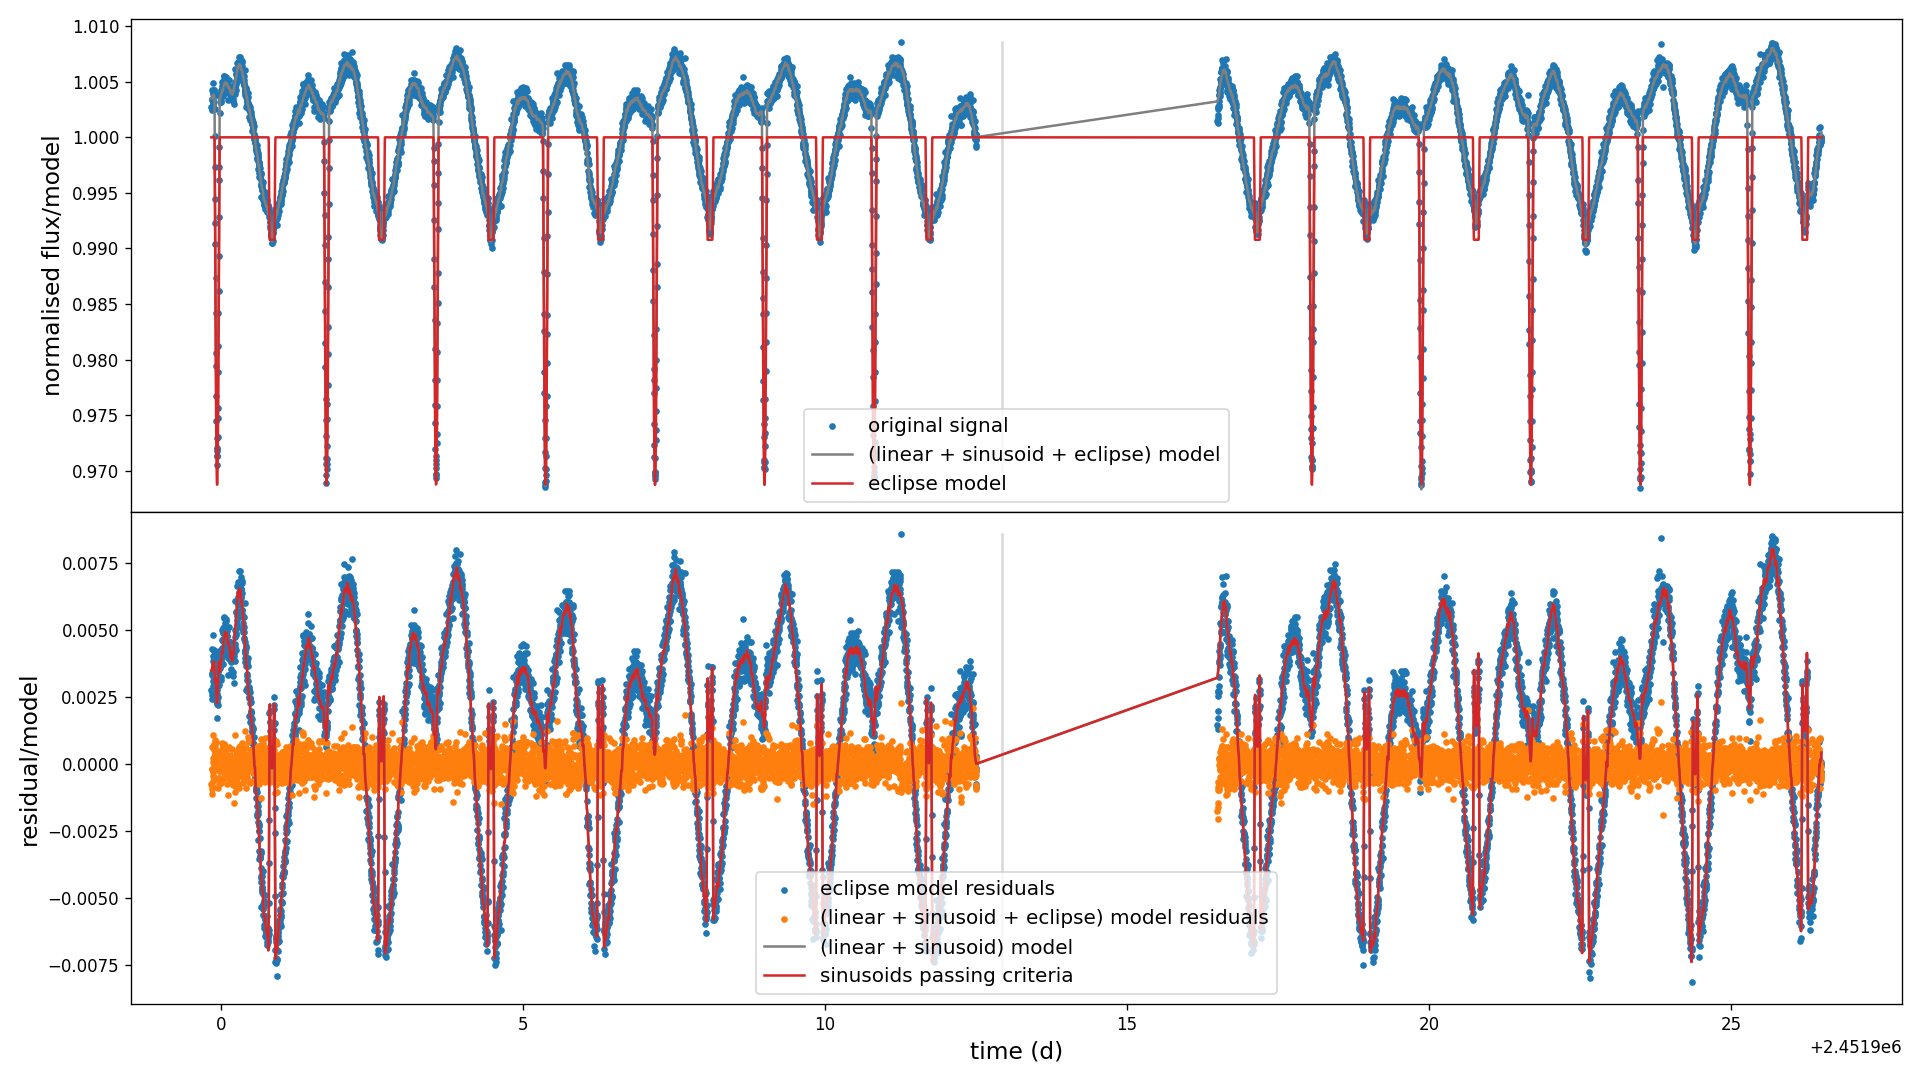 1.010
1.005
1.000
0.995
0.990
0.985
0.980
0.975
0.970
normalised flux/model
original signal
(linear + sinusoid + eclipse) model
eclipse model
0.0075
0.0050
0.0025
0.0000
−0.0025
−0.0050
−0.0075
residual/model
eclipse model residuals
(linear + sinusoid + eclipse) model residuals
(linear + sinusoid) model
sinusoids passing criteria
0 5 10 15 20 25
time (d)
+2.4519e6